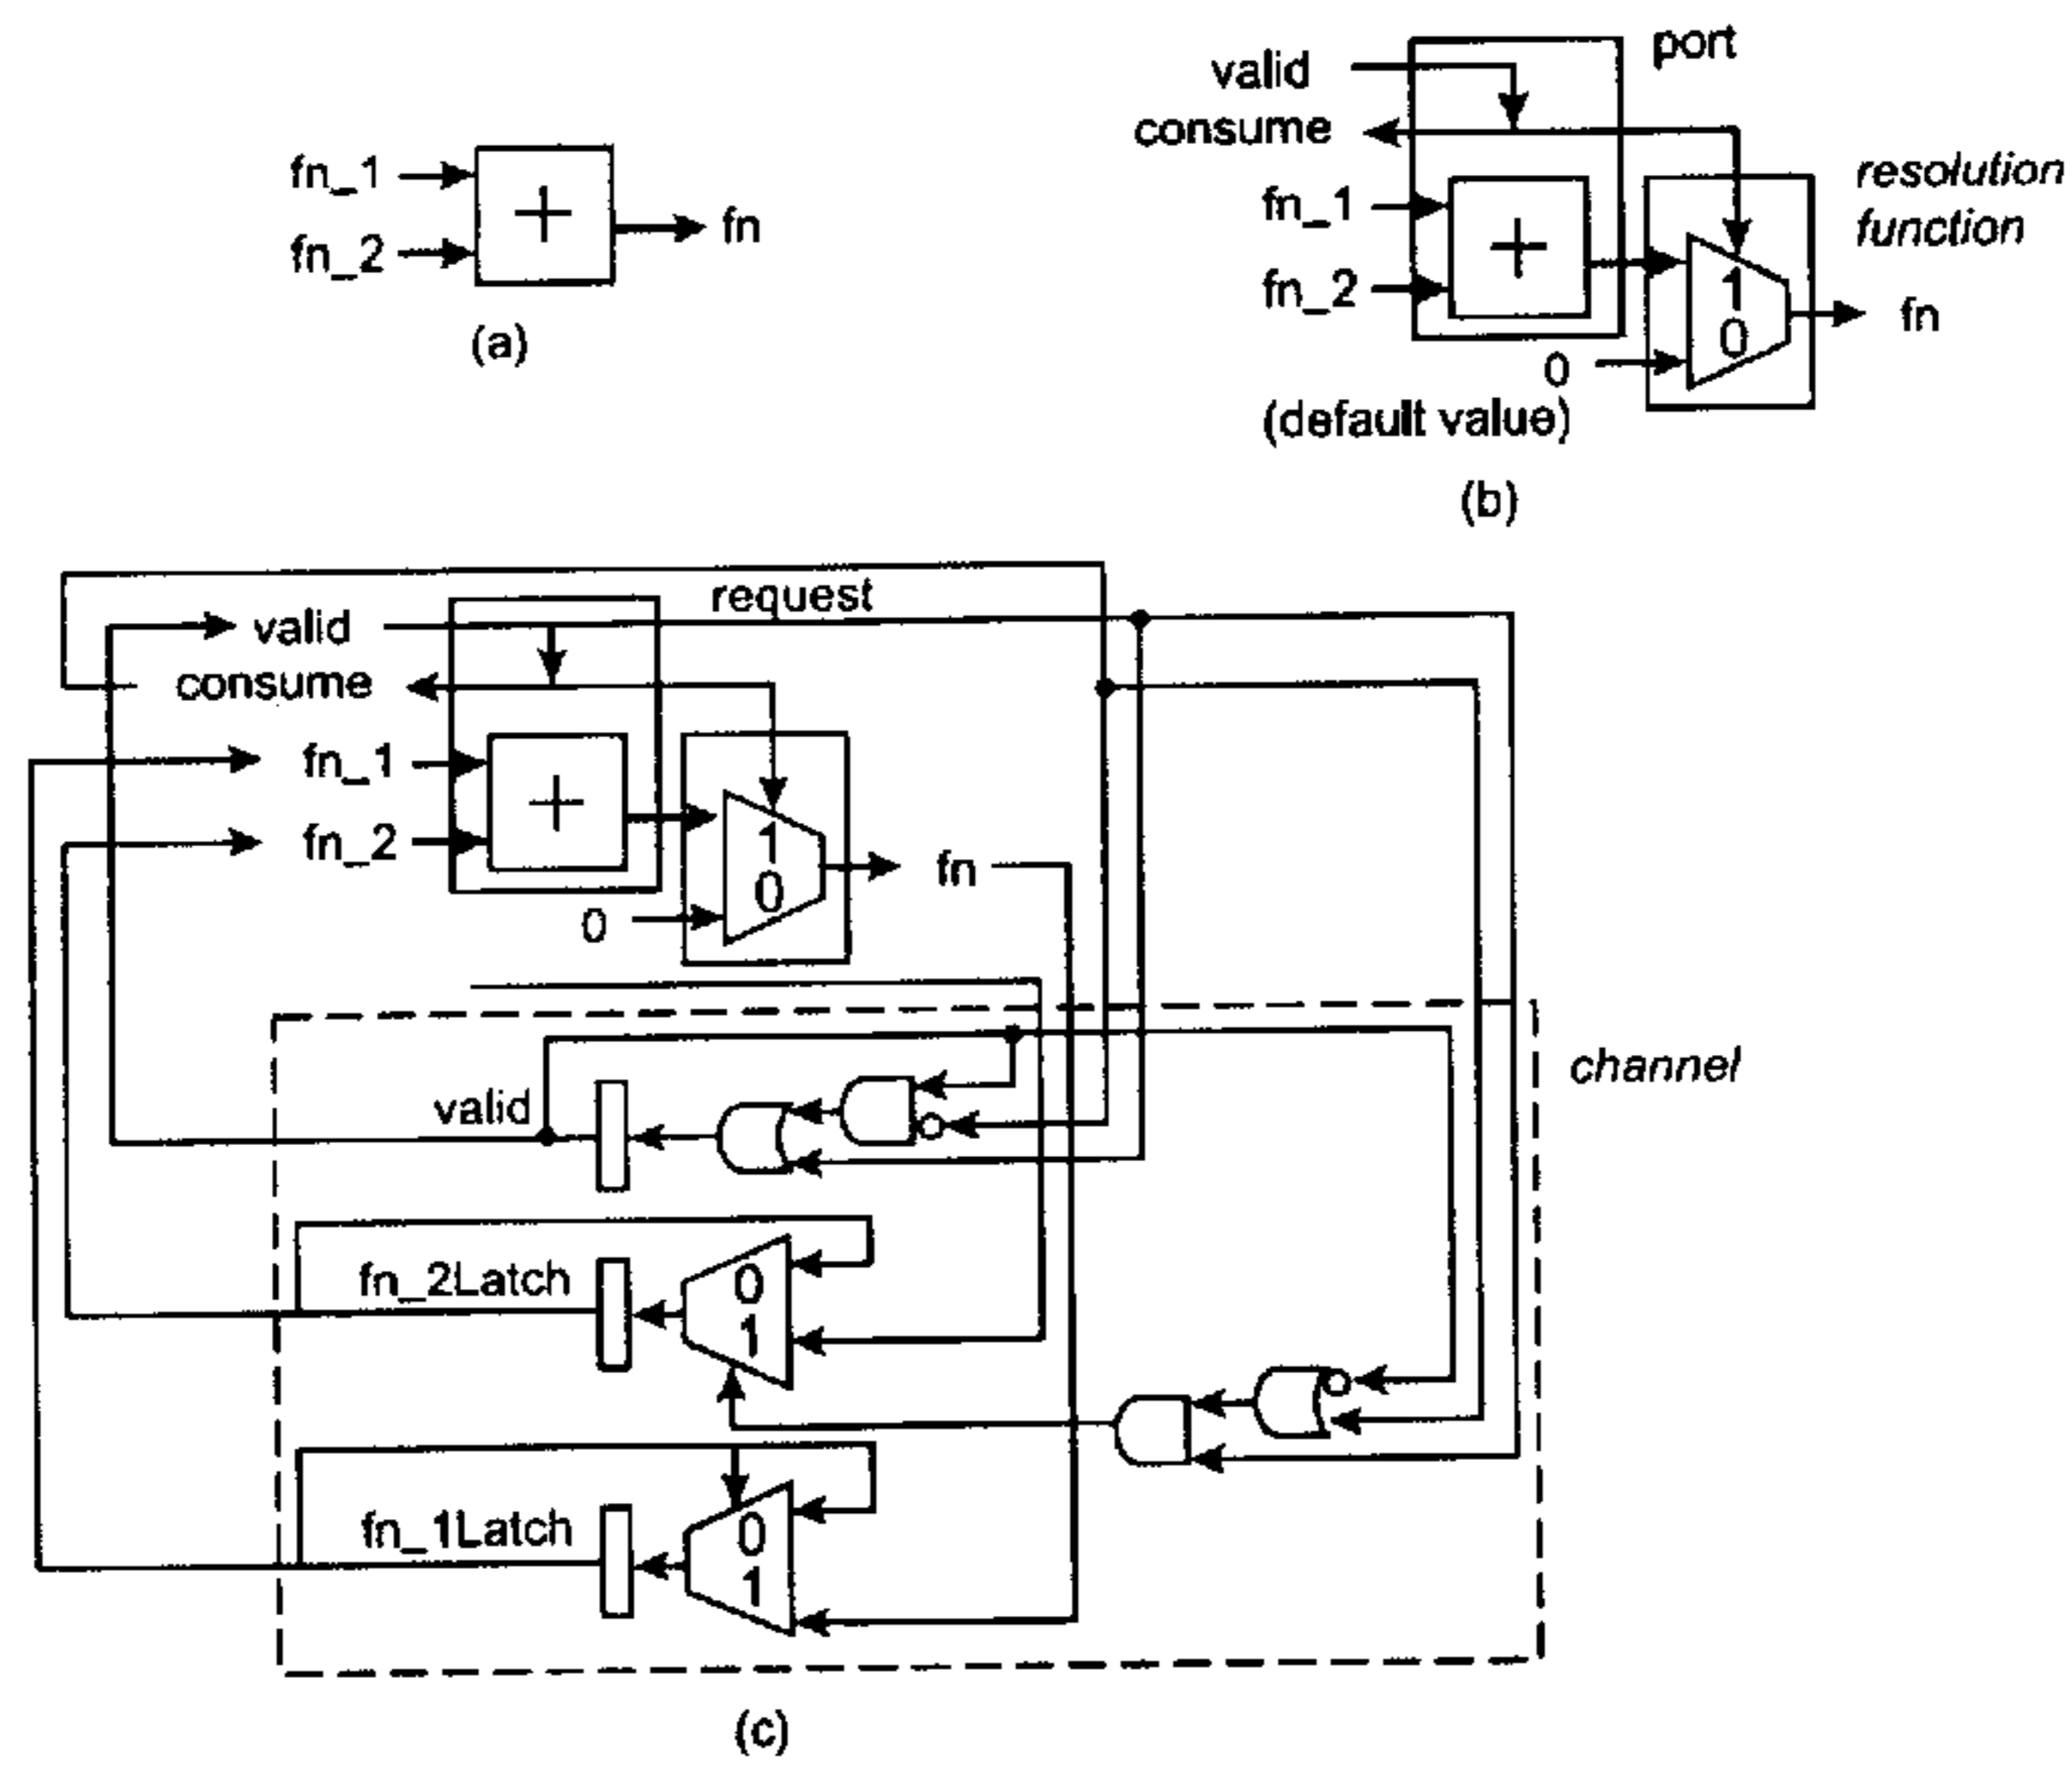 fn_1
fn_2
+
fn
(a)
port
valid
consume
fn_1
fn_2
+
resolution
function
1
0
fn
0
(default value)
(b)
request
valid
consume
fn_1
fn_2
+
1
0
fn
0
channel
valid
fn_2Latch
0
1
fn_1Latch
0
1
(c)